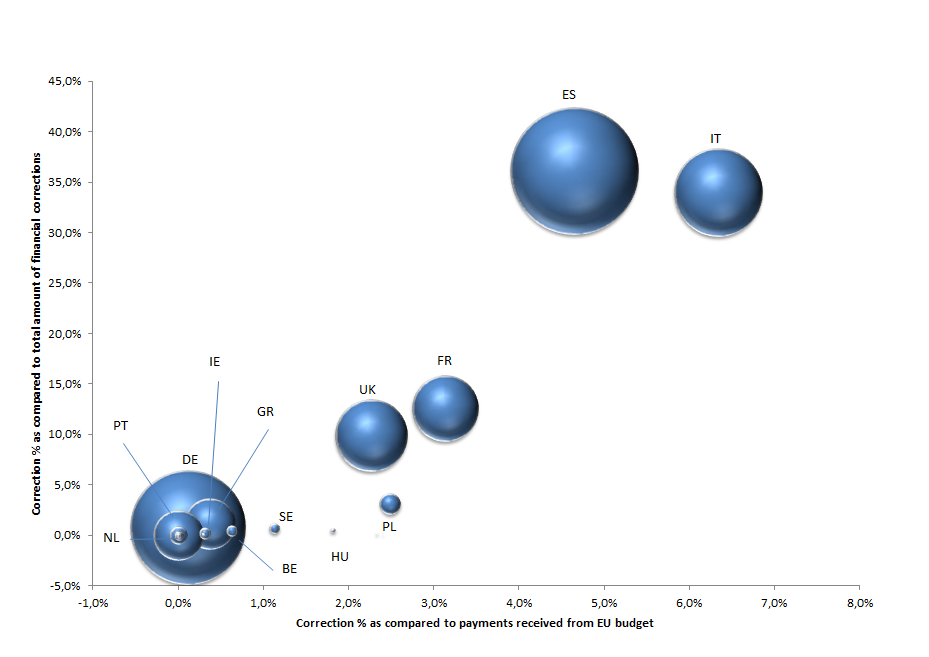 45,0%
40,0%
35,0%
30,0%
25,0%
20,0%
15,0%
10,0%
5,0%
0,0%
-5,0%
Correction % as compared to total amount of financial corrections
ES
IT
FR
UK
IE
GR
PT
DE
SE
PL
NL
HU
BE
-1,0% 0,0% 1,0% 2,0% 3,0% 4,0% 5,0% 6,0% 7,0% 8,0%
Correction % as compared to payments received from EU budget